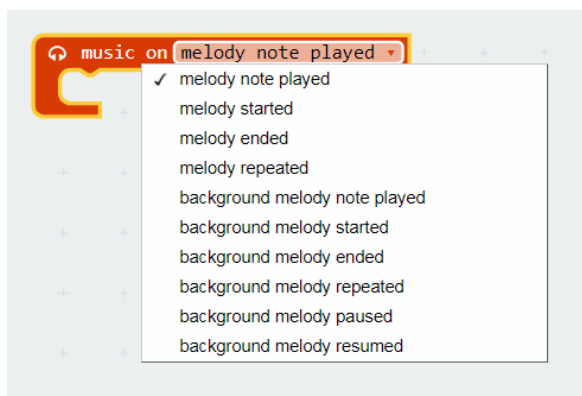 music on melody note played
melody note played
melody started
melody ended
melody repeated
background melody note played
background melody started
background melody ended
background melody repeated
background melody paused
background melody resumed